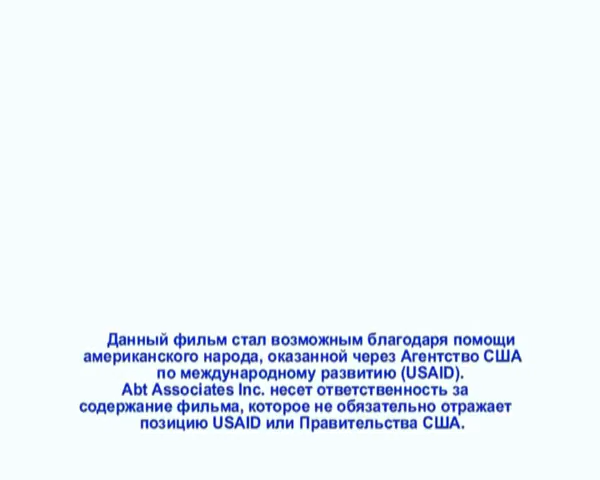 Данный фильм стал возможным благодаря помощи
американского народа, оказанной через Агентство США
по международному развитию (USAID).
Abt Associates Inc. несет ответственность за
содержание фильма, которое не обязательно отражает
позицию USAID или Правительства США.